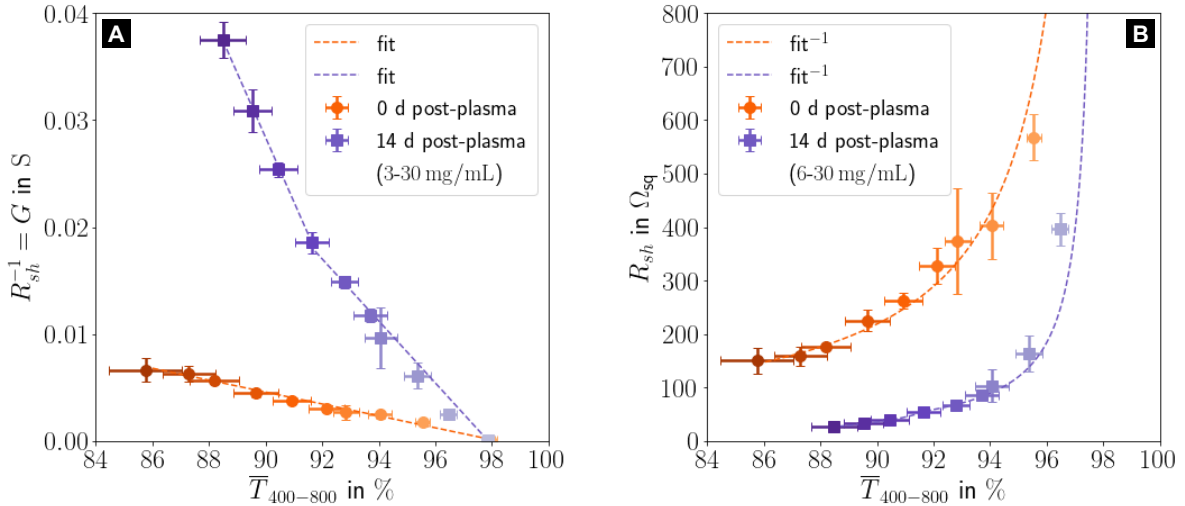 A
0.04
0.03
0.02
0.01
0.00
R_sh^−1 = G in S
fit
fit
0 d post-plasma
14 d post-plasma
(3-30 mg/mL)
84 86 88 90 92 94 96 98 100
T̅_400−800 in %
B
800
700
600
500
400
300
200
100
0
R_sh in Ω_sq
fit^−1
fit^−1
0 d post-plasma
14 d post-plasma
(6-30 mg/mL)
84 86 88 90 92 94 96 98 100
T̅_400−800 in %